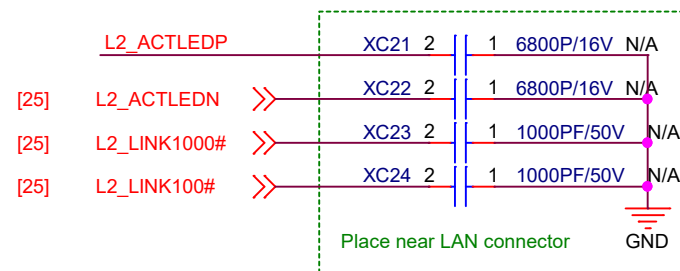 L2_ACTLEDP XC21 2 1 6800P/16V N/A
[25] L2_ACTLEDN XC22 2 1 6800P/16V N/A
[25] L2_LINK1000# XC23 2 1 1000PF/50V N/A
[25] L2_LINK100# XC24 2 1 1000PF/50V N/A
Place near LAN connector GND